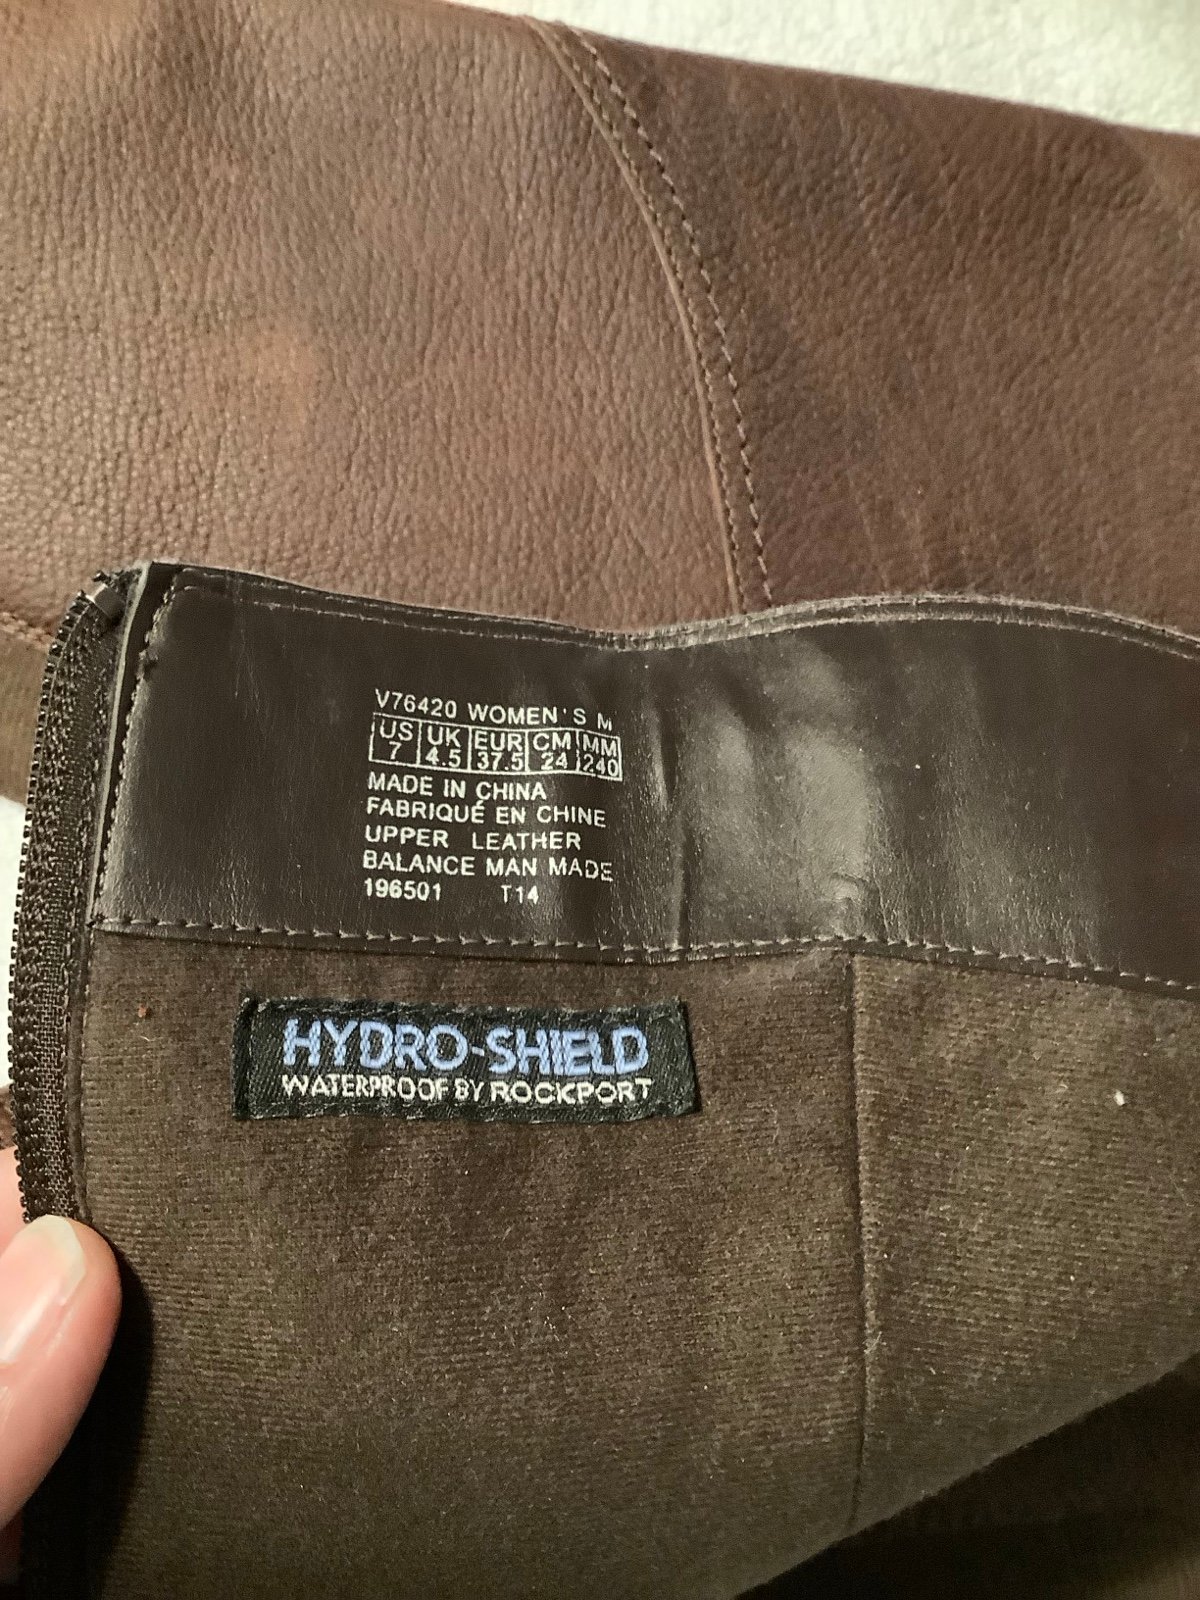 V76420 WOMEN'S M
US UK EUR CM MM
7 4.5 37.5 24 240
MADE IN CHINA
FABRIQUÉ EN CHINE
UPPER LEATHER
BALANCE MAN MADE
196501 T14
HYDRO-SHIELD
WATERPROOF BY ROCKPORT